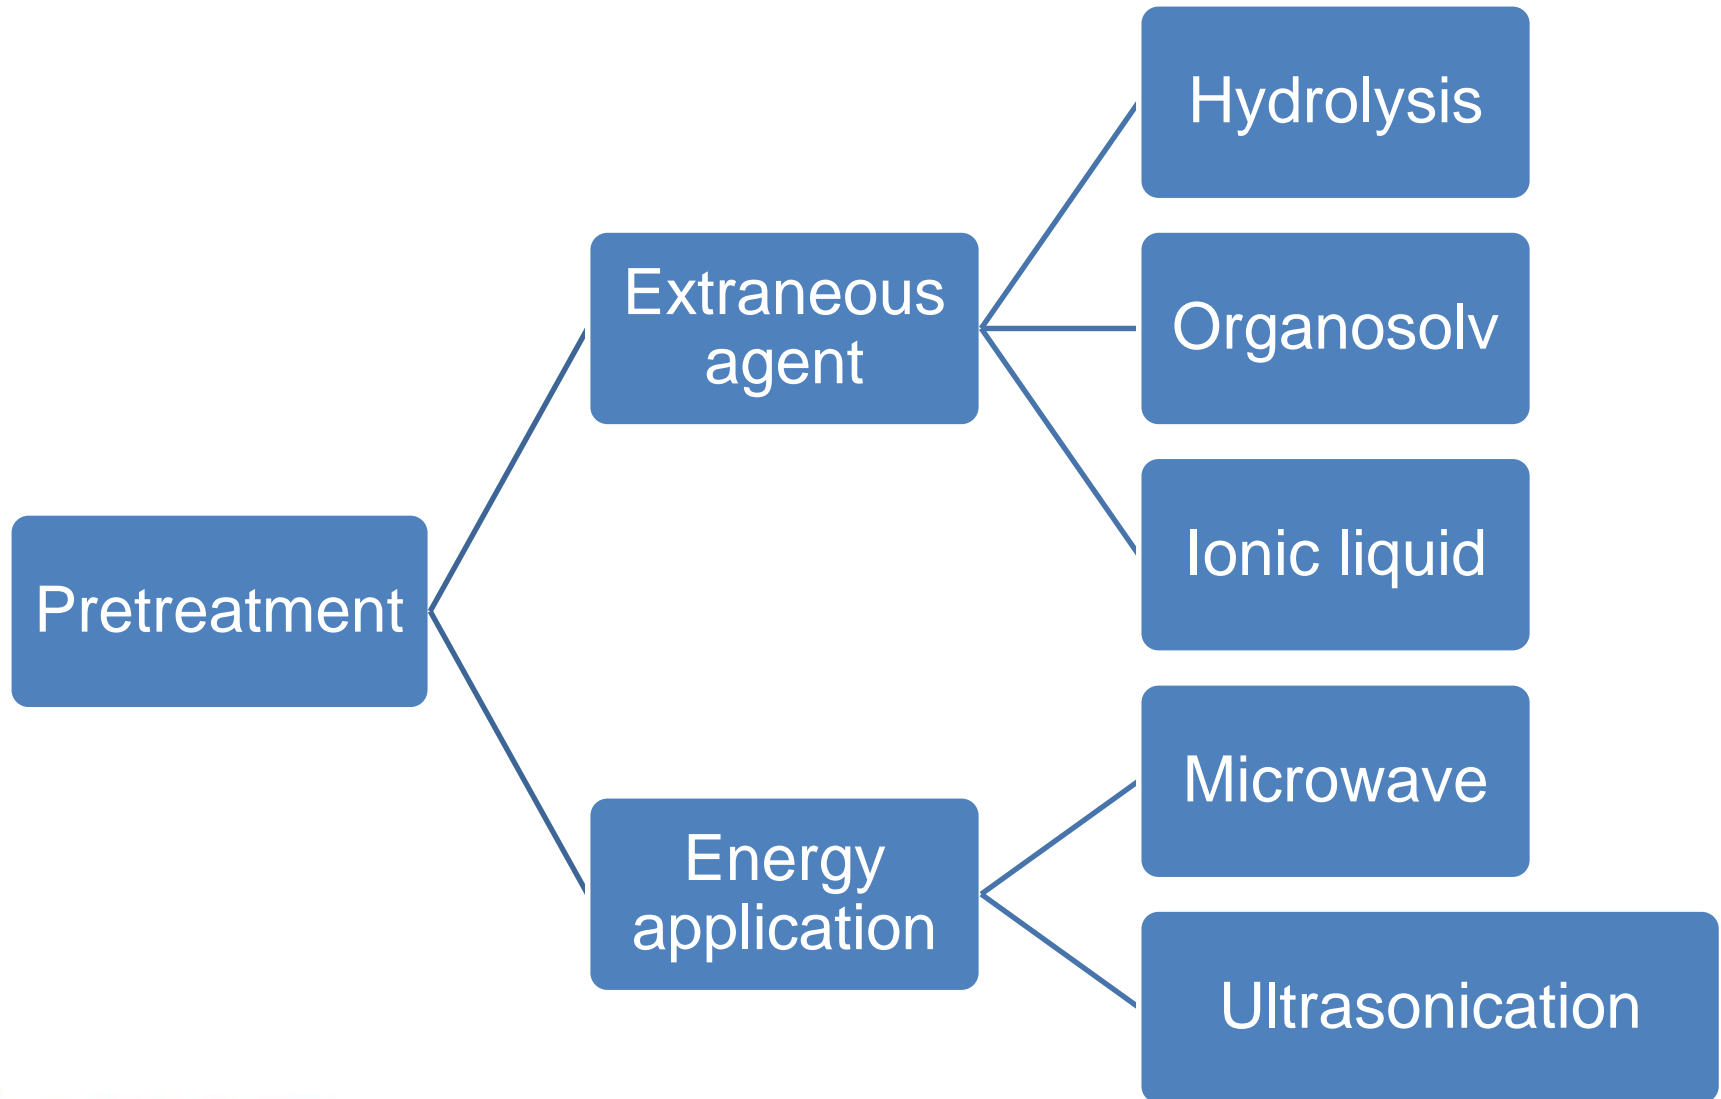 Pretreatment
Extraneous
agent
Hydrolysis
Organosolv
Ionic liquid
Energy
application
Microwave
Ultrasonication